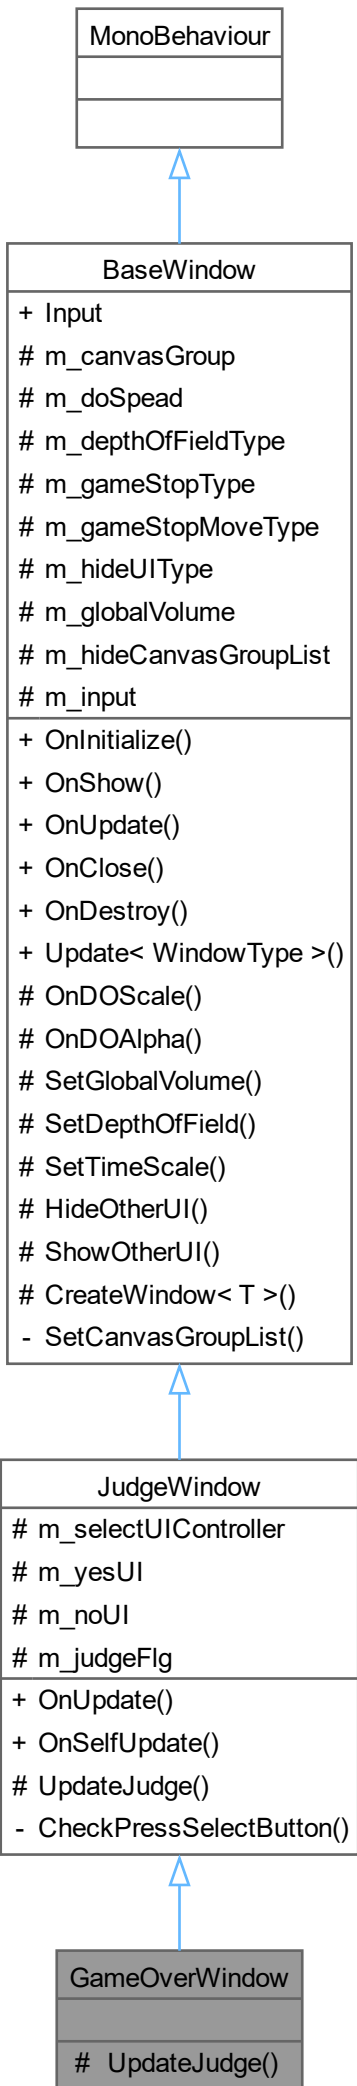 MonoBehaviour
BaseWindow
+ Input
# m_canvasGroup
# m_doSpead
# m_depthOfFieldType
# m_gameStopType
# m_gameStopMoveType
# m_hideUIType
# m_globalVolume
# m_hideCanvasGroupList
# m_input
+ OnInitialize()
+ OnShow()
+ OnUpdate()
+ OnClose()
+ OnDestroy()
+ Update< WindowType >()
# OnDOScale()
# OnDOAlpha()
# SetGlobalVolume()
# SetDepthOfField()
# SetTimeScale()
# HideOtherUI()
# ShowOtherUI()
# CreateWindow< T >()
- SetCanvasGroupList()
JudgeWindow
# m_selectUIController
# m_yesUI
# m_noUI
# m_judgeFlg
+ OnUpdate()
+ OnSelfUpdate()
# UpdateJudge()
- CheckPressSelectButton()
GameOverWindow
# UpdateJudge()